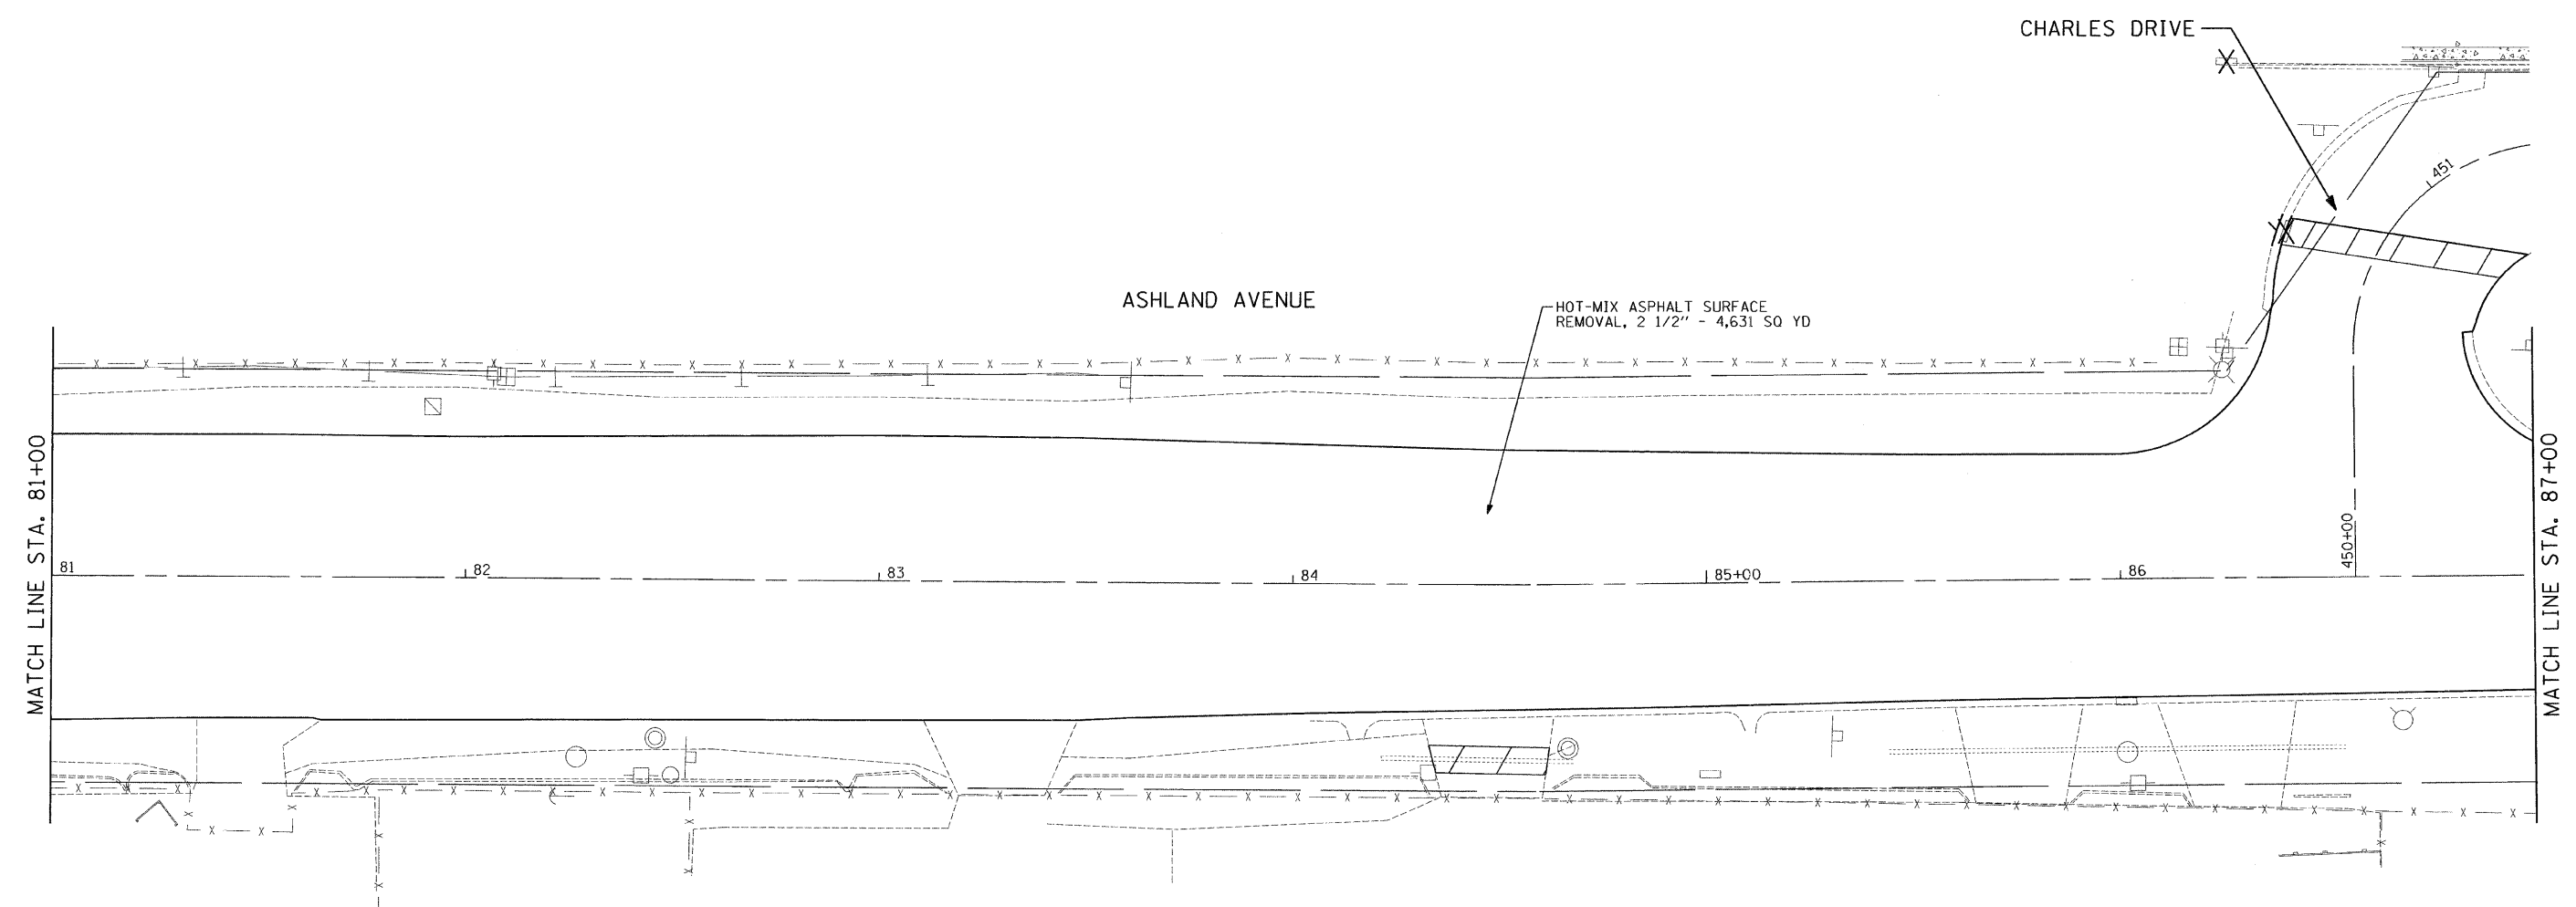 CHARLES DRIVE
451
ASHLAND AVENUE
HOT-MIX ASPHALT SURFACE
REMOVAL, 2 1/2" - 4,631 SQ YD
MATCH LINE STA. 81+00
MATCH LINE STA. 87+00
450+00
81
82
83
84
85+00
86